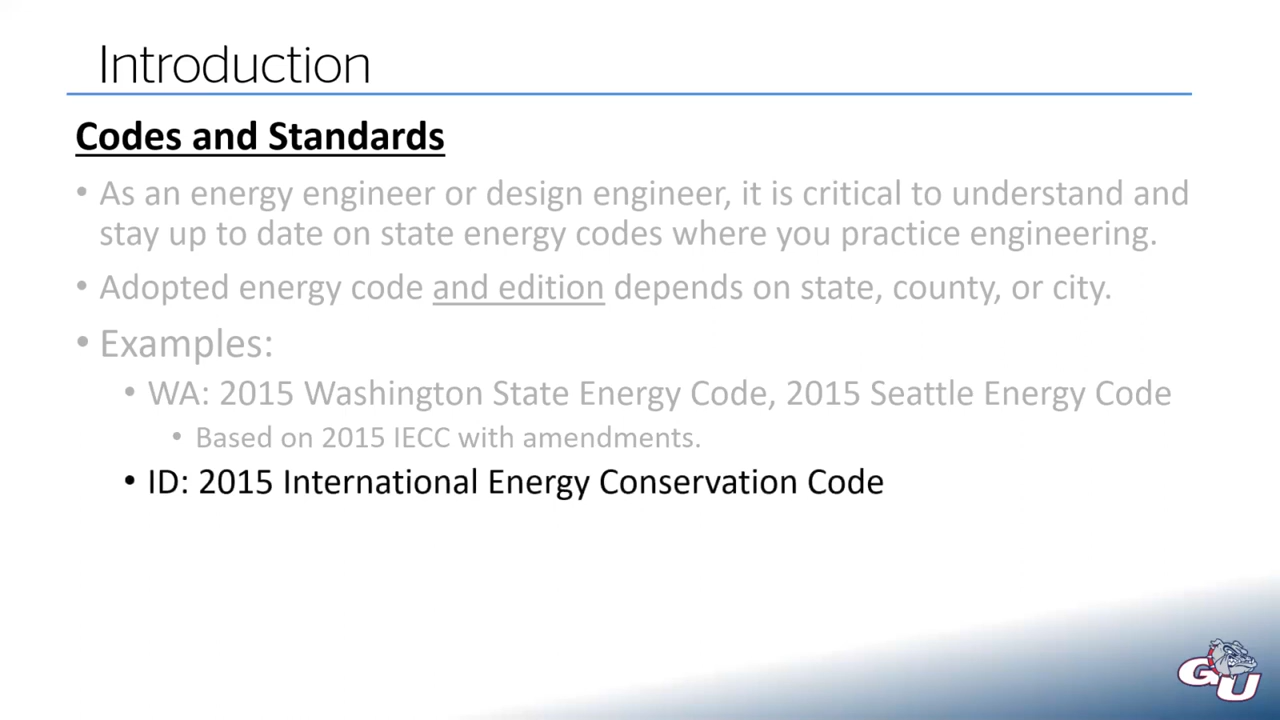 Introduction
Codes and Standards
• As an energy engineer or design engineer, it is critical to understand and
stay up to date on state energy codes where you practice engineering.
• Adopted energy code and edition depends on state, county, or city.
• Examples:
• WA: 2015 Washington State Energy Code, 2015 Seattle Energy Code
• Based on 2015 IECC with amendments.
• ID: 2015 International Energy Conservation Code
GU